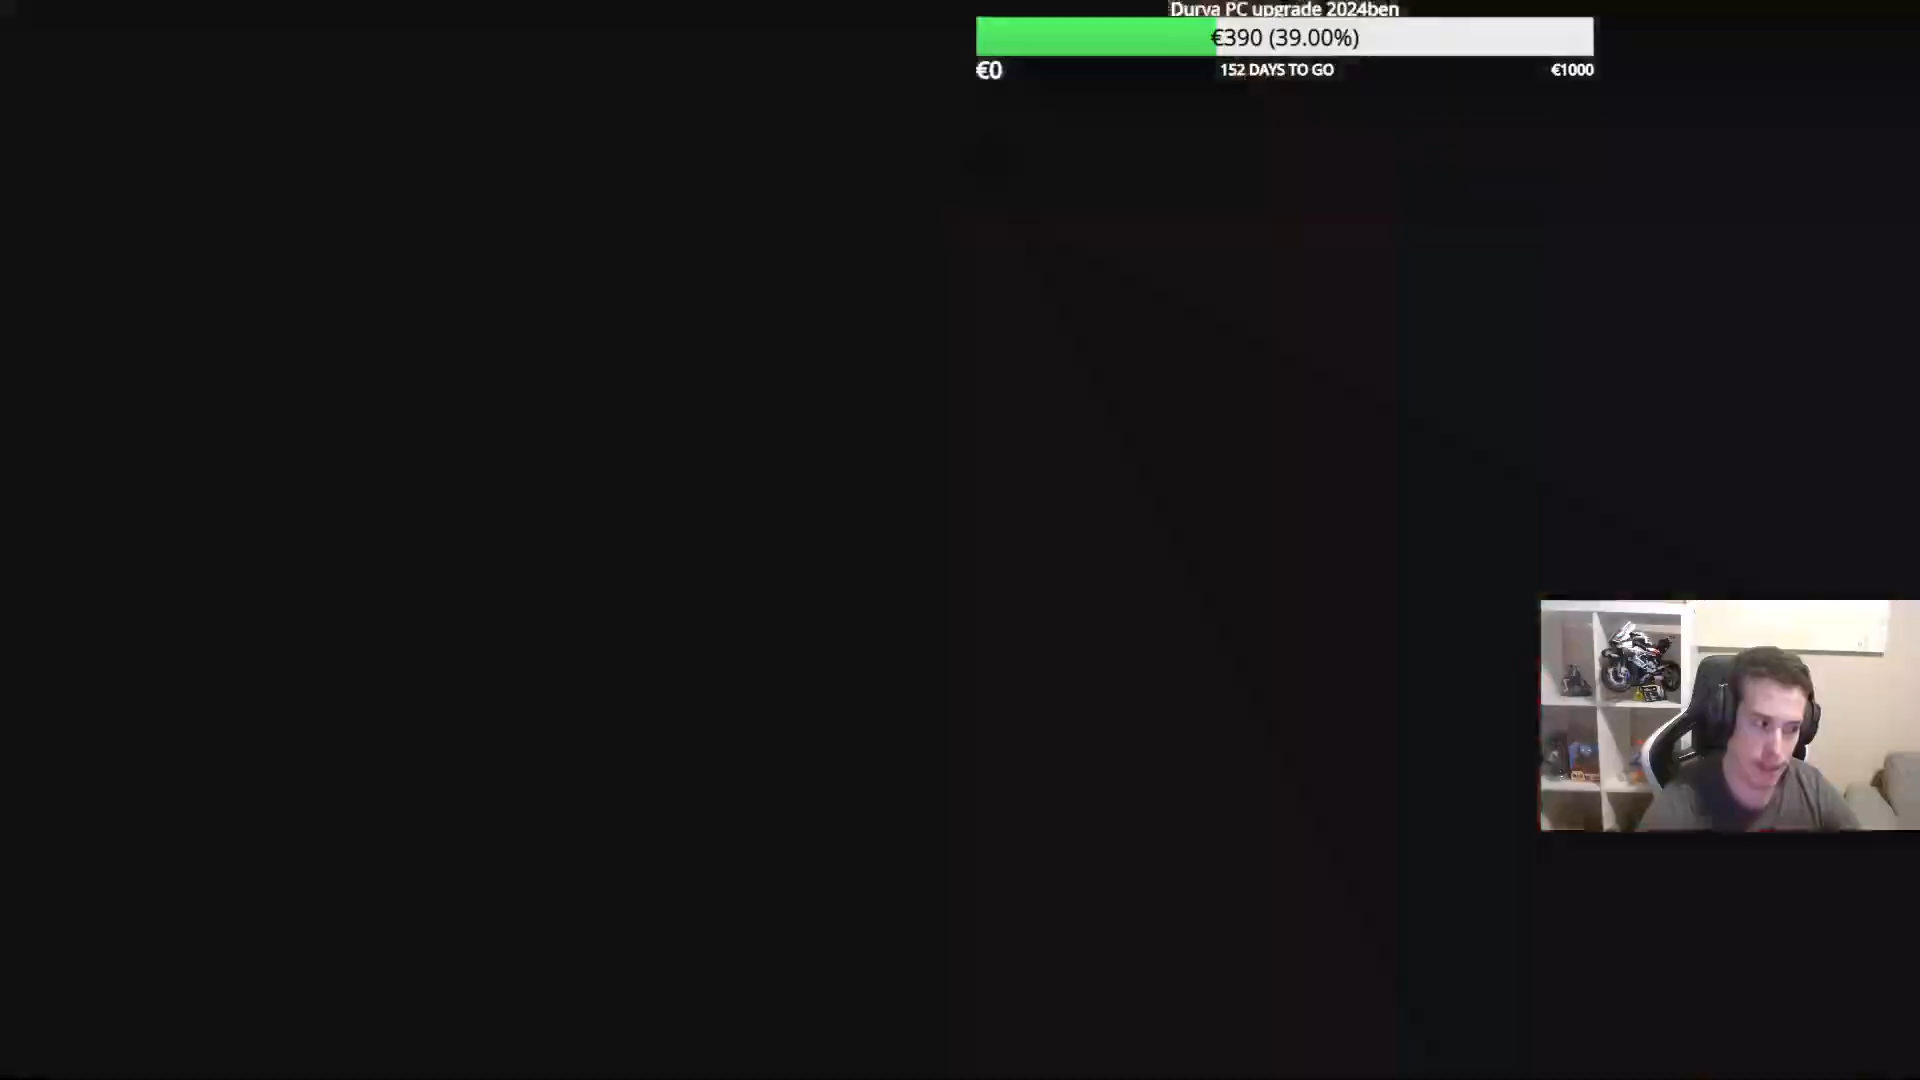 Durva PC upgrade 2024ben
€390 (39.00%)
€0
152 DAYS TO GO
€1000